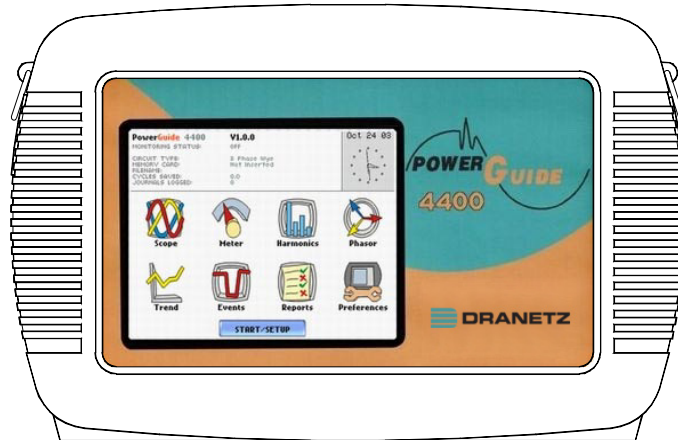 PowerGuide 4400 V1.0.0 Oct 24 03
MONITORING STATUS: OFF
CIRCUIT TYPE: 3 Phase Wye
MEMORY CARD: Not Inserted
FILENAME:
CYCLES SAVED: 0.0
JOURNALS LOGGED: 0
Scope Meter Harmonics Phasor
Trend Events Reports Preferences
START/SETUP
POWERGUIDE
4400
DRANETZ